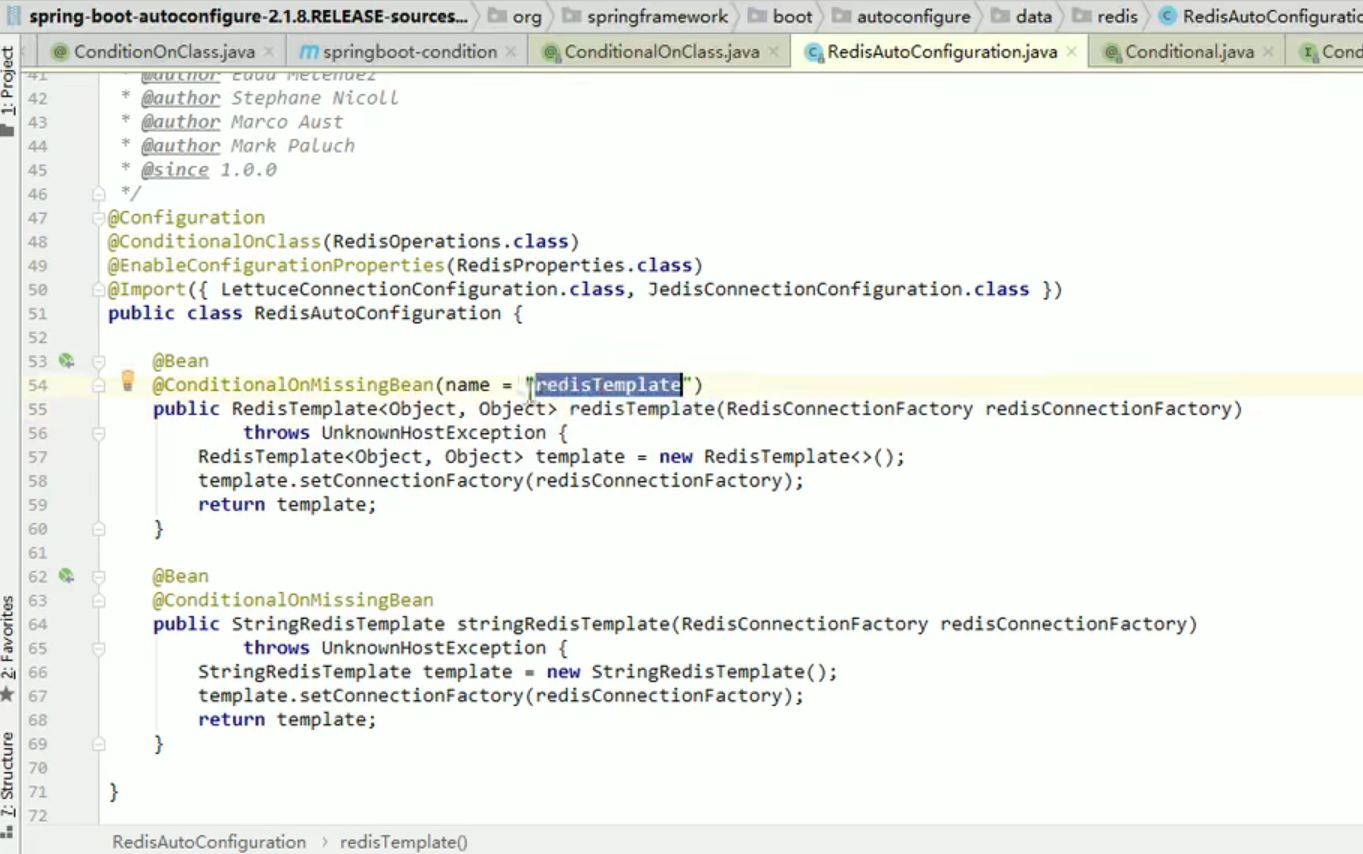 spring-boot-autoconfigure-2.1.8.RELEASE-sources... org springframework boot autoconfigure data redis RedisAutoConfiguratio
ConditionOnClass.java springboot-condition ConditionalOnClass.java RedisAutoConfiguration.java Conditional.java Cond
1: Project
2: Favorites
7: Structure
41 * @author Eddú Meléndez
42 * @author Stephane Nicoll
43 * @author Marco Aust
44 * @author Mark Paluch
45 * @since 1.0.0
46 */
47 @Configuration
48 @ConditionalOnClass(RedisOperations.class)
49 @EnableConfigurationProperties(RedisProperties.class)
50 @Import({ LettuceConnectionConfiguration.class, JedisConnectionConfiguration.class })
51 public class RedisAutoConfiguration {
52
53 @Bean
54 @ConditionalOnMissingBean(name = "redisTemplate")
55 public RedisTemplate<Object, Object> redisTemplate(RedisConnectionFactory redisConnectionFactory)
56 throws UnknownHostException {
57 RedisTemplate<Object, Object> template = new RedisTemplate<>();
58 template.setConnectionFactory(redisConnectionFactory);
59 return template;
60 }
61
62 @Bean
63 @ConditionalOnMissingBean
64 public StringRedisTemplate stringRedisTemplate(RedisConnectionFactory redisConnectionFactory)
65 throws UnknownHostException {
66 StringRedisTemplate template = new StringRedisTemplate();
67 template.setConnectionFactory(redisConnectionFactory);
68 return template;
69 }
70
71 }
72
RedisAutoConfiguration › redisTemplate()